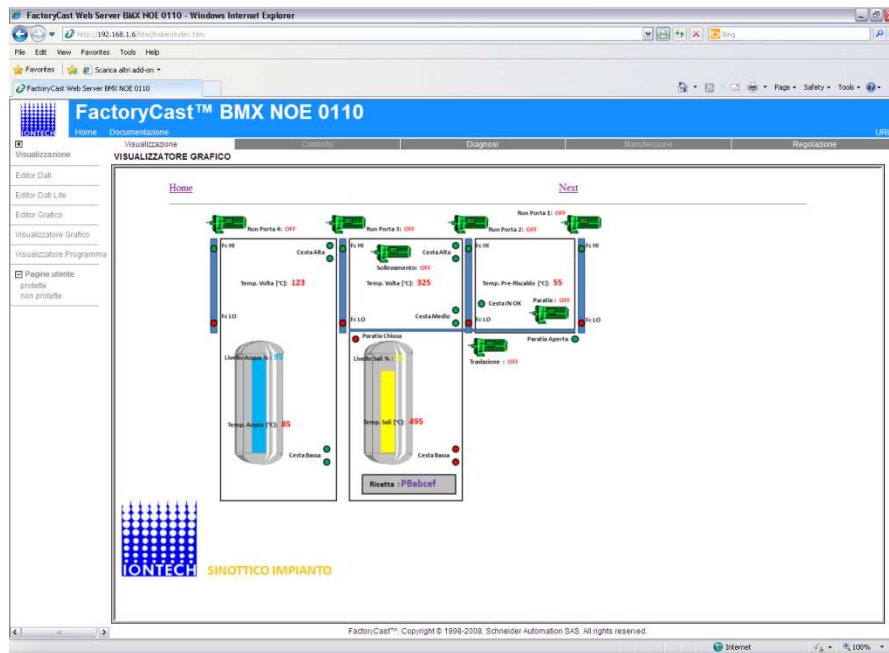 FactoryCast Web Server BMX NOE 0110 - Windows Internet Explorer
http://192.168.1.6/html/italian/index.htm
Bing
File Edit View Favorites Tools Help
Favorites Scarica altri add-on
FactoryCast Web Server BMX NOE 0110
Page Safety Tools
IONTECH
FactoryCast™ BMX NOE 0110
Home Documentazione URL
Visualizzazione Controllo Diagnosi Manutenzione Regolazione
Visualizzazione
VISUALIZZATORE GRAFICO
Editor Dati
Editor Dati Lite
Editor Grafico
Visualizzatore Grafico
Visualizzatore Programma
Pagine utente
protette
non protette
Home Next
Run Porta 1: OFF
Run Porta 4: OFF Run Porta 3: OFF Run Porta 2: OFF
Fc HI Cesta Alta Fc HI Cesta Alta Fc HI Fc HI
Sollevamento: OFF
Temp. Volta [°C]: 123 Temp. Volta [°C]: 325 Temp. Pre-Riscaldo [°C]: 55
Cesta IN OK Paratie: OFF
Fc LO Cesta Medio Fc LO Fc LO
Paratia Chiusa Paratia Aperta
Livello Acqua %: 95 Livello Sali %:
Traslazione : OFF
Temp. Acqua [°C]: 85 Temp. Sali [°C]: 495
Cesta Bassa Cesta Bassa
Ricetta : PBabcef
IONTECH
SINOTTICO IMPIANTO
FactoryCast™, Copyright © 1998-2008, Schneider Automation SAS. All rights reserved.
Internet 100%